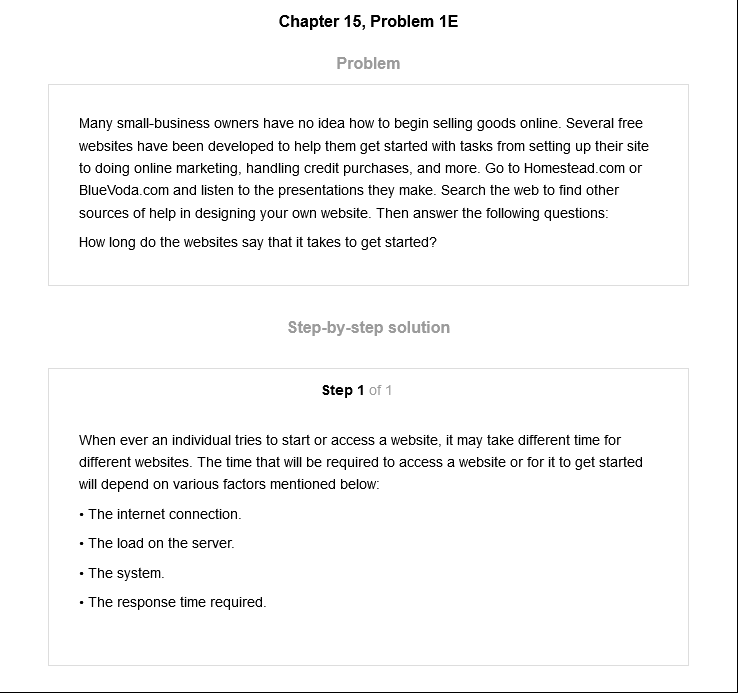 Chapter 15, Problem 1E
Problem
Many small-business owners have no idea how to begin selling goods online. Several free
websites have been developed to help them get started with tasks from setting up their site
to doing online marketing, handling credit purchases, and more. Go to Homestead.com or
BlueVoda.com and listen to the presentations they make. Search the web to find other
sources of help in designing your own website. Then answer the following questions:
How long do the websites say that it takes to get started?
Step-by-step solution
Step 1 of 1
When ever an individual tries to start or access a website, it may take different time for
different websites. The time that will be required to access a website or for it to get started
will depend on various factors mentioned below:
• The internet connection.
• The load on the server.
• The system.
• The response time required.